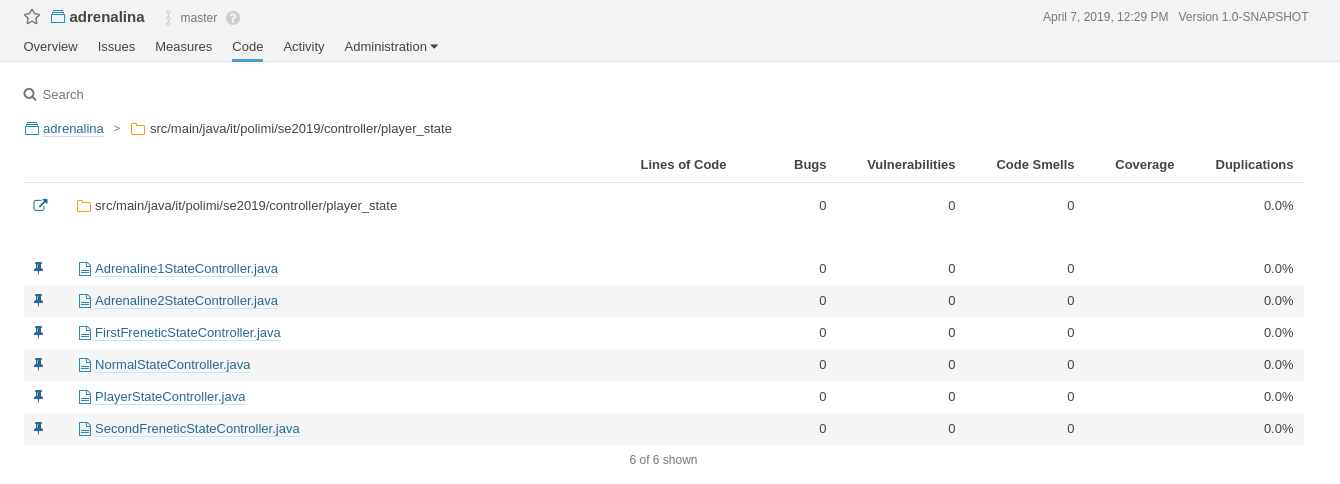 adrenalina master ? April 7, 2019, 12:29 PM Version 1.0-SNAPSHOT
Overview Issues Measures Code Activity Administration
Search
adrenalina > src/main/java/it/polimi/se2019/controller/player_state
Lines of Code Bugs Vulnerabilities Code Smells Coverage Duplications
src/main/java/it/polimi/se2019/controller/player_state 0 0 0 0.0%
Adrenaline1StateController.java 0 0 0 0.0%
Adrenaline2StateController.java 0 0 0 0.0%
FirstFreneticStateController.java 0 0 0 0.0%
NormalStateController.java 0 0 0 0.0%
PlayerStateController.java 0 0 0 0.0%
SecondFreneticStateController.java 0 0 0 0.0%
6 of 6 shown